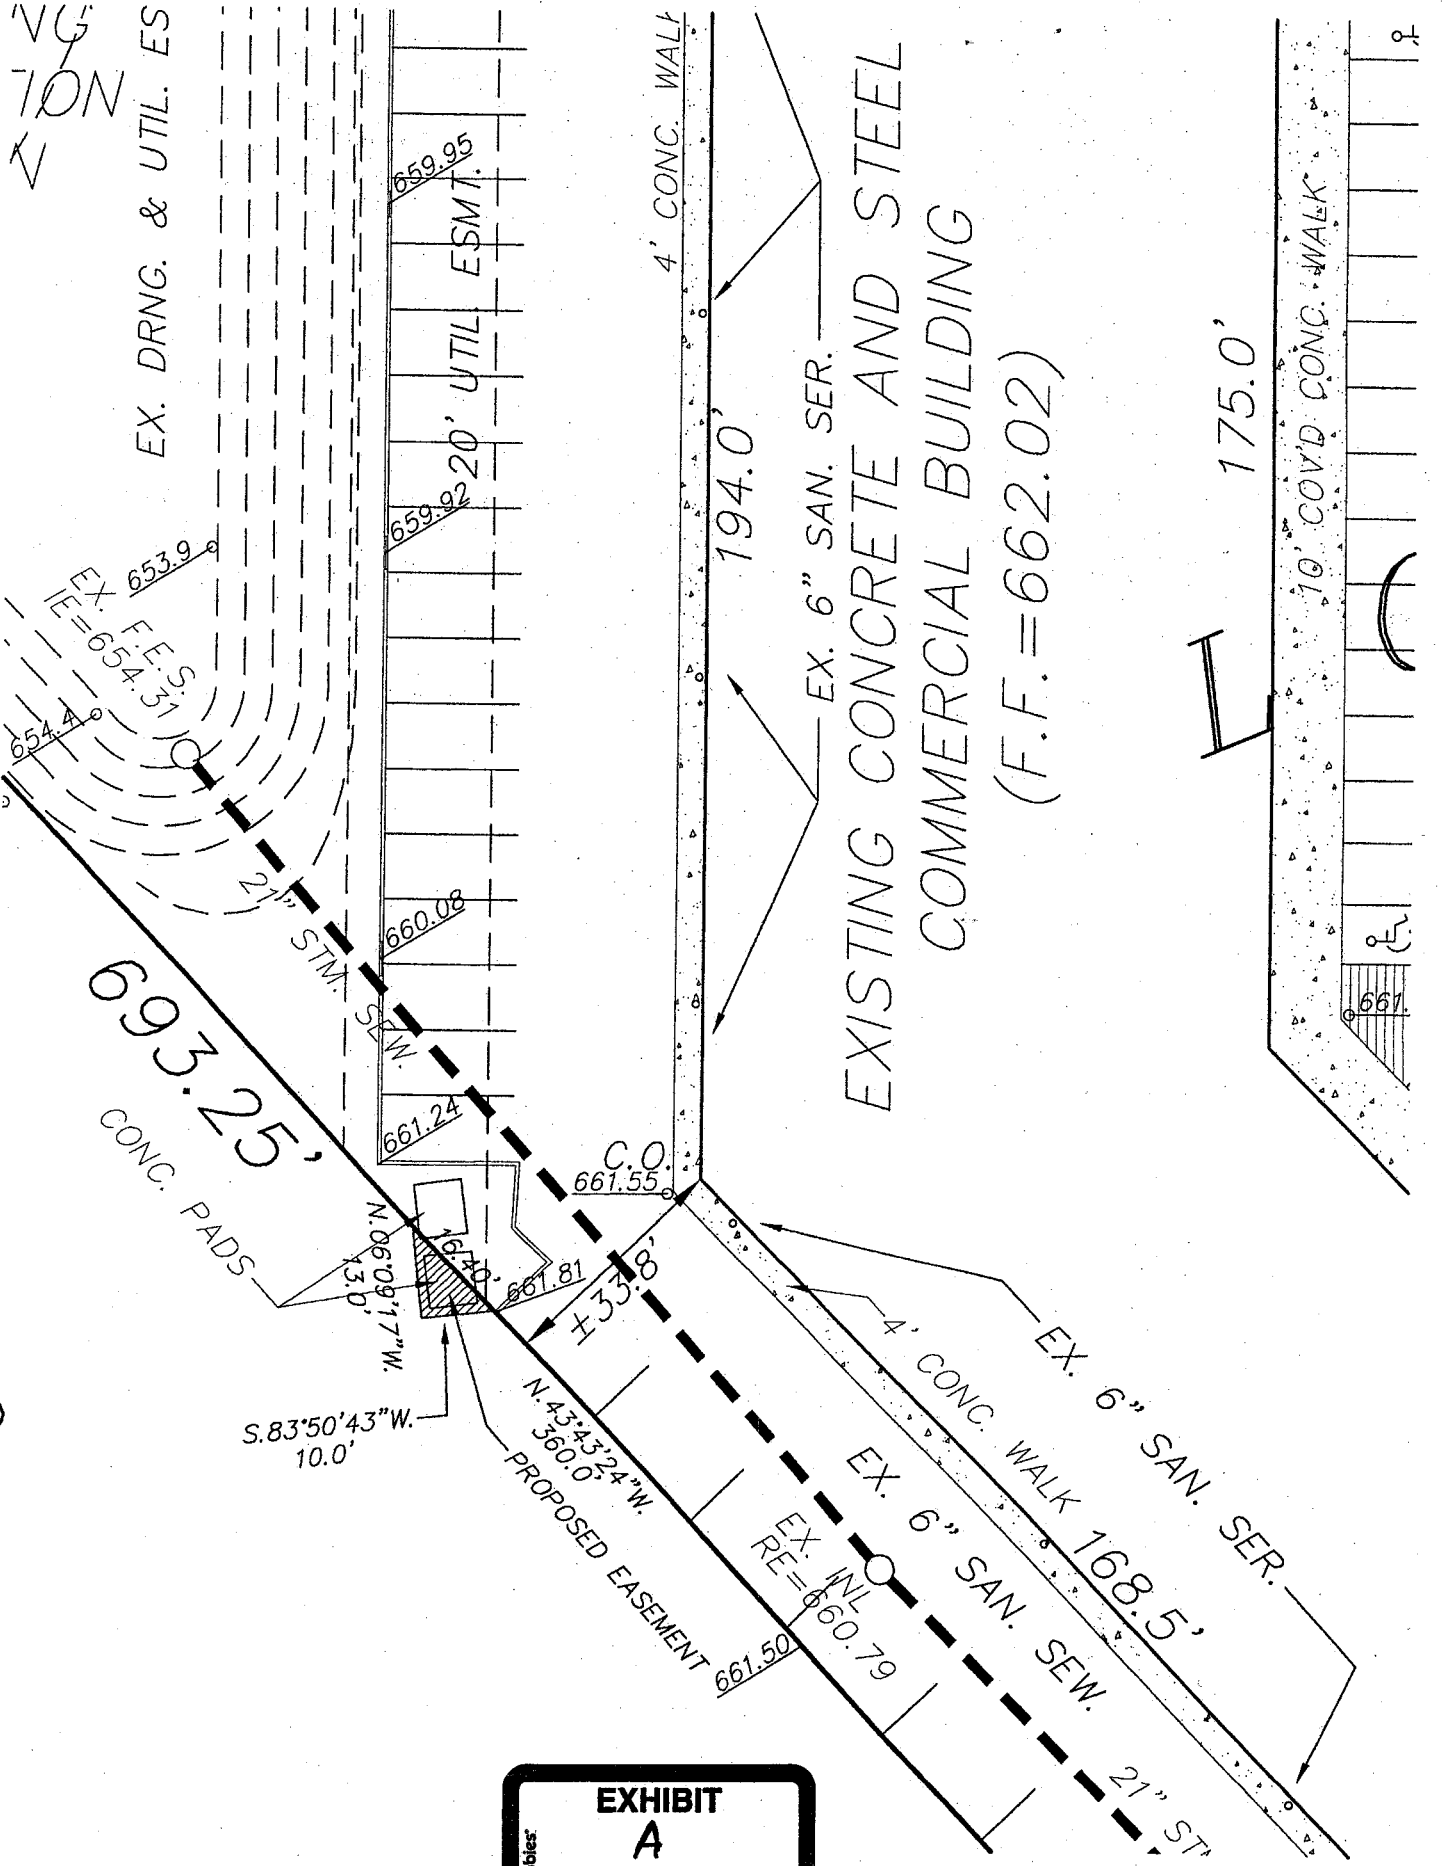 EX. DRNG. & UTIL. ES
659.95
20' UTIL. ESMT.
4' CONC. WALK
659.92
653.9
EX. F.E.S.
IE=654.31
654.4
194.0'
EX. 6" SAN. SER.
EXISTING CONCRETE AND STEEL
COMMERCIAL BUILDING
(F.F.=662.02)
175.0'
10' COV'D CONC. WALK
661.
21" STM. SEW.
660.08
693.25'
661.24
C.O.
661.55
CONC. PADS
N.06°09'17"W.
13.0'
16.40'
661.81
±33.8'
S.83°50'43"W.
10.0'
N.43°43'24"W.
360.0'
PROPOSED EASEMENT
4' CONC. WALK
EX. 6" SAN. SER.
168.5'
EX. 6" SAN. SEW.
EX. INL
RE=660.79
661.50
21" ST
EXHIBIT
A